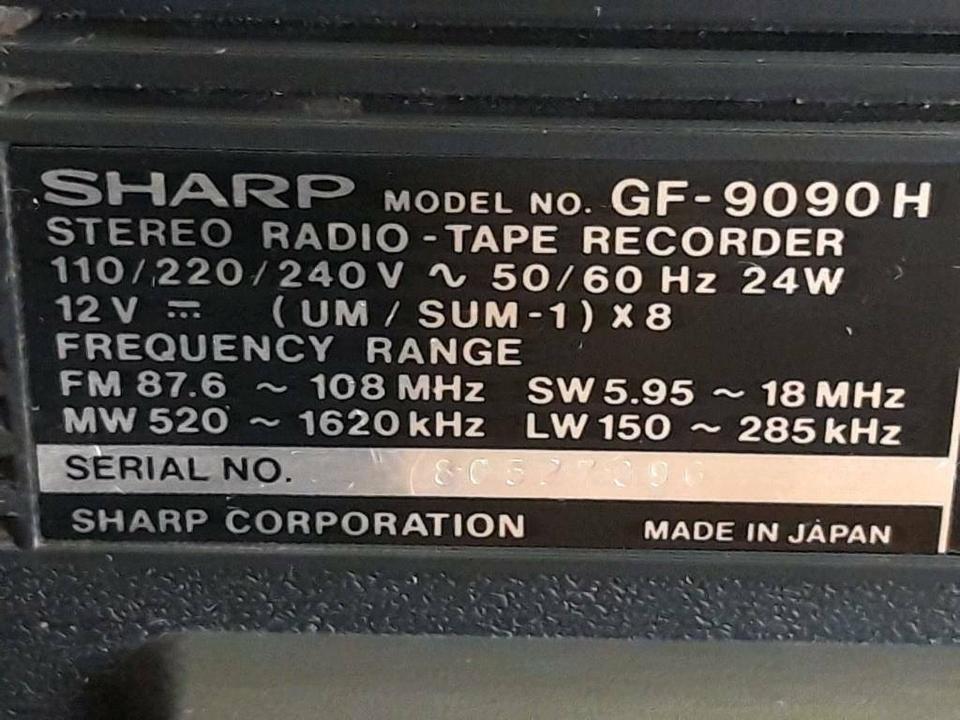 SHARP MODEL NO. GF-9090H
STEREO RADIO-TAPE RECORDER
110/220/240V ~ 50/60 Hz 24W
12V ⎓ (UM/SUM-1) X 8
FREQUENCY RANGE
FM 87.6 ~ 108 MHz SW 5.95 ~ 18 MHz
MW 520 ~ 1620 kHz LW 150 ~ 285 kHz
SERIAL NO.
SHARP CORPORATION MADE IN JAPAN